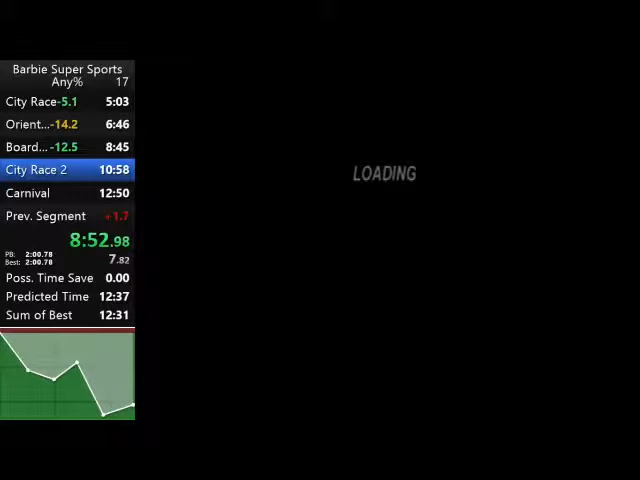 Barbie Super Sports
Any% 17
City Race -5.1 5:03
Orient... -14.2 6:46
Board... -12.5 8:45
City Race 2 10:58
Carnival 12:50
Prev. Segment +1.7
8:52.98
PB: 2:00.78
Best: 2:00.78
7.82
Poss. Time Save 0.00
Predicted Time 12:37
Sum of Best 12:31
LOADING